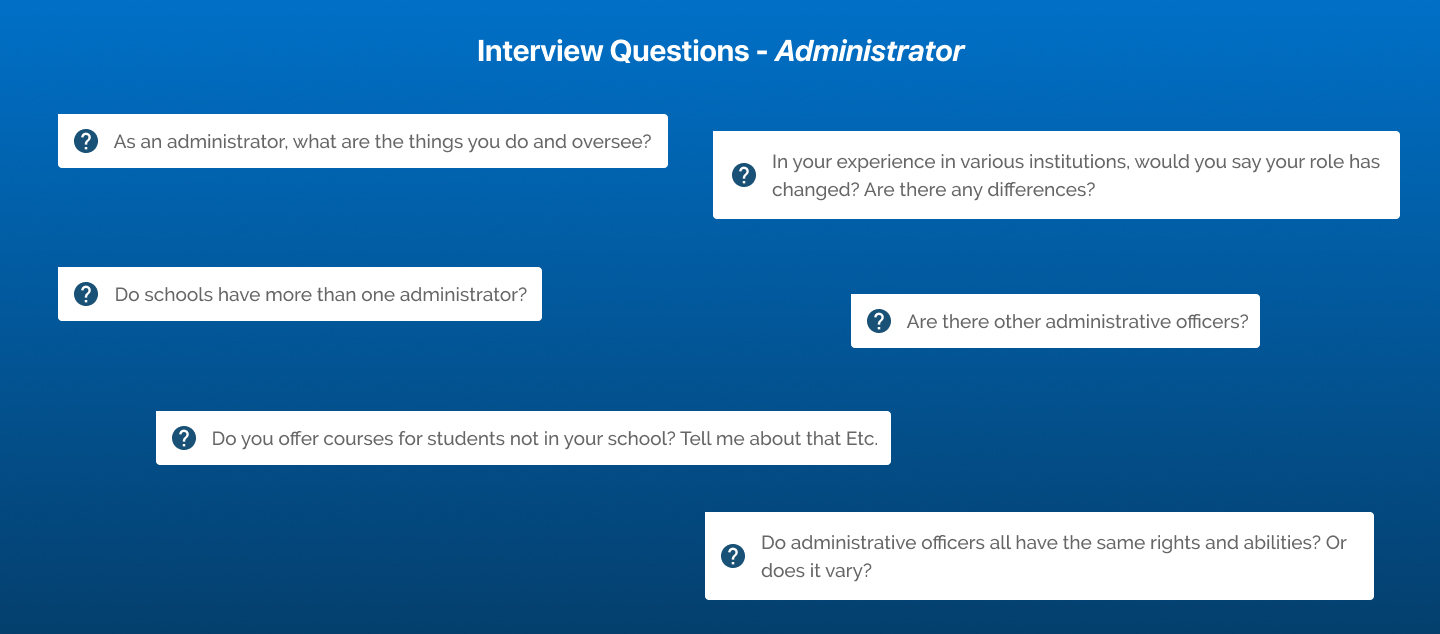 Interview Questions - Administrator
As an administrator, what are the things you do and oversee?
In your experience in various institutions, would you say your role has
changed? Are there any differences?
Do schools have more than one administrator?
Are there other administrative officers?
Do you offer courses for students not in your school? Tell me about that Etc.
Do administrative officers all have the same rights and abilities? Or
does it vary?